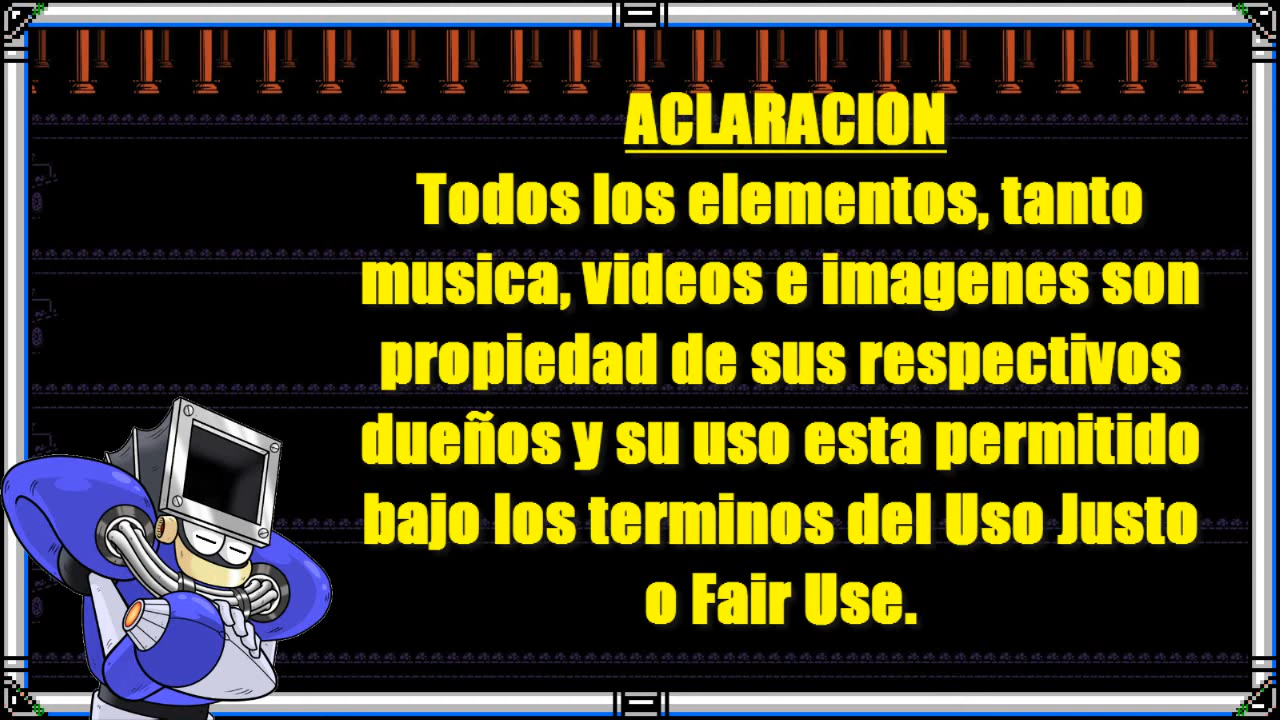 ACLARACION
Todos los elementos, tanto
musica, videos e imagenes son
propiedad de sus respectivos
dueños y su uso esta permitido
bajo los terminos del Uso Justo
o Fair Use.